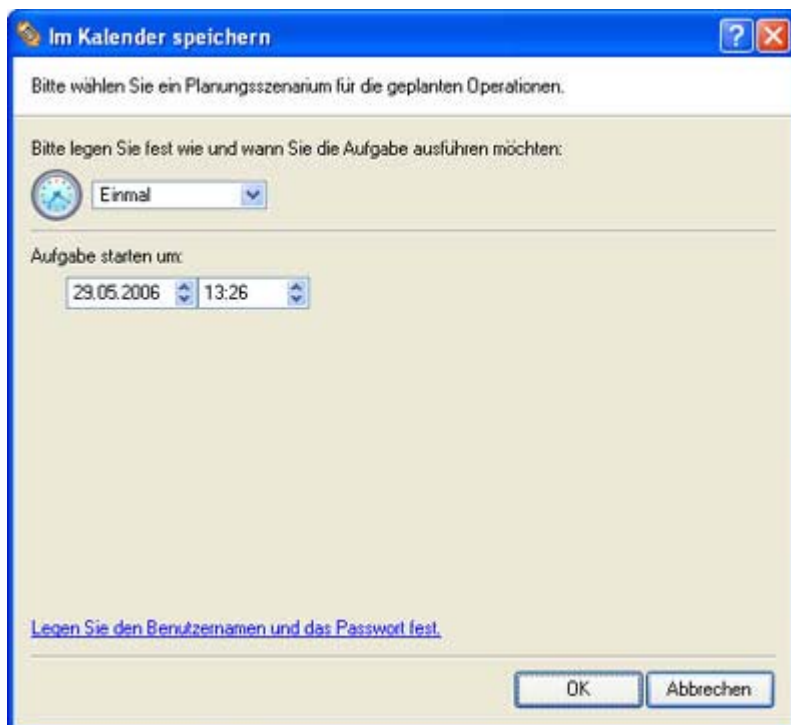 Im Kalender speichern
Bitte wählen Sie ein Planungsszenarium für die geplanten Operationen.
Bitte legen Sie fest wie und wann Sie die Aufgabe ausführen möchten:
Einmal
Aufgabe starten um:
29.05.2006 13:26
Legen Sie den Benutzernamen und das Passwort fest.
OK Abbrechen